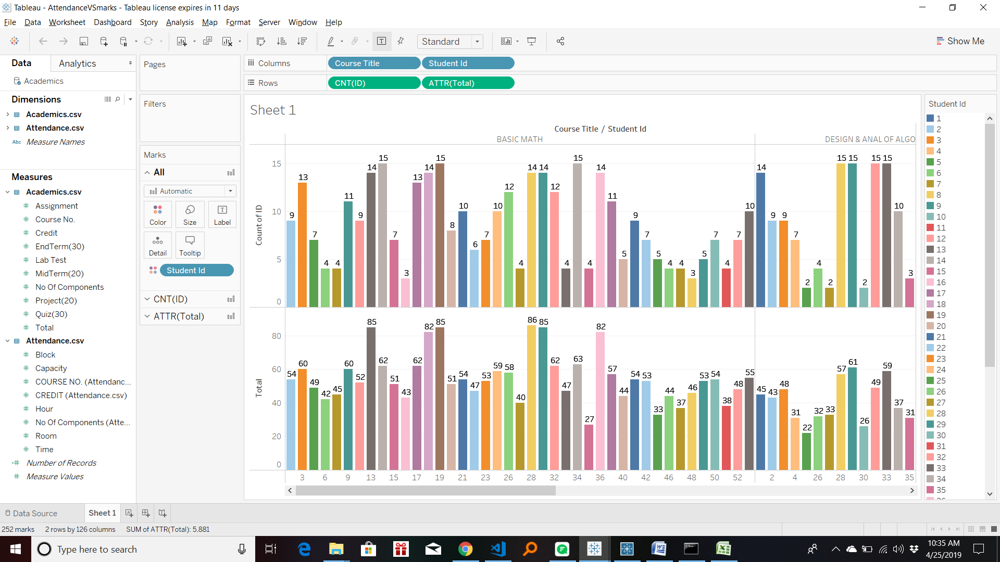 Tableau - AttendanceVSmarks - Tableau license expires in 11 days
File Data Worksheet Dashboard Story Analysis Map Format Server Window Help
Standard
Show Me
Data
Analytics
Academics
Dimensions
Academics.csv
Attendance.csv
Abc Measure Names
Measures
Academics.csv
Assignment
Course No.
Credit
EndTerm(30)
Lab Test
MidTerm(20)
No Of Components
Project(20)
Quiz(30)
Total
Attendance.csv
Block
Capacity
COURSE NO. (Attendanc...
CREDIT (Attendance.csv)
Hour
No Of Components (Atte...
Room
Time
Number of Records
Measure Values
Pages
Filters
Marks
All
Automatic
Color Size Label
Detail Tooltip
Student Id
CNT(ID)
ATTR(Total)
Columns Course Title Student Id
Rows CNT(ID) ATTR(Total)
Sheet 1
Course Title / Student Id
BASIC MATH DESIGN & ANAL OF ALGO
Count of ID
15
10
5
0
9 13 7 4 4 11 9 14 15 7 3 13 14 15 8 10 6 7 10 12 4 14 14 12 4 15 4 14 11 5 9 7 5 4 4 3 5 7 4 7 10 14 9 9 7 2 4 2 15 15 2 15 15 10 3
Total
80
60
40
20
0
54 60 49 42 45 60 52 85 62 51 43 62 82 85 51 54 47 53 59 58 40 86 85 62 47 63 27 82 57 44 54 53 33 44 37 46 53 54 38 48 55 45 43 48 31 22 32 33 57 61 26 49 59 37 31
3 6 9 13 15 17 19 21 23 26 28 32 34 36 40 42 46 48 50 52 2 4 26 28 30 33 35
Student Id
1
2
3
4
5
6
7
8
9
10
11
12
13
14
15
16
17
18
19
20
21
22
23
24
25
26
27
28
29
30
31
32
33
34
35
36
Data Source
Sheet 1
252 marks 2 rows by 126 columns SUM of ATTR(Total): 5,881
Type here to search
10:35 AM
4/25/2019